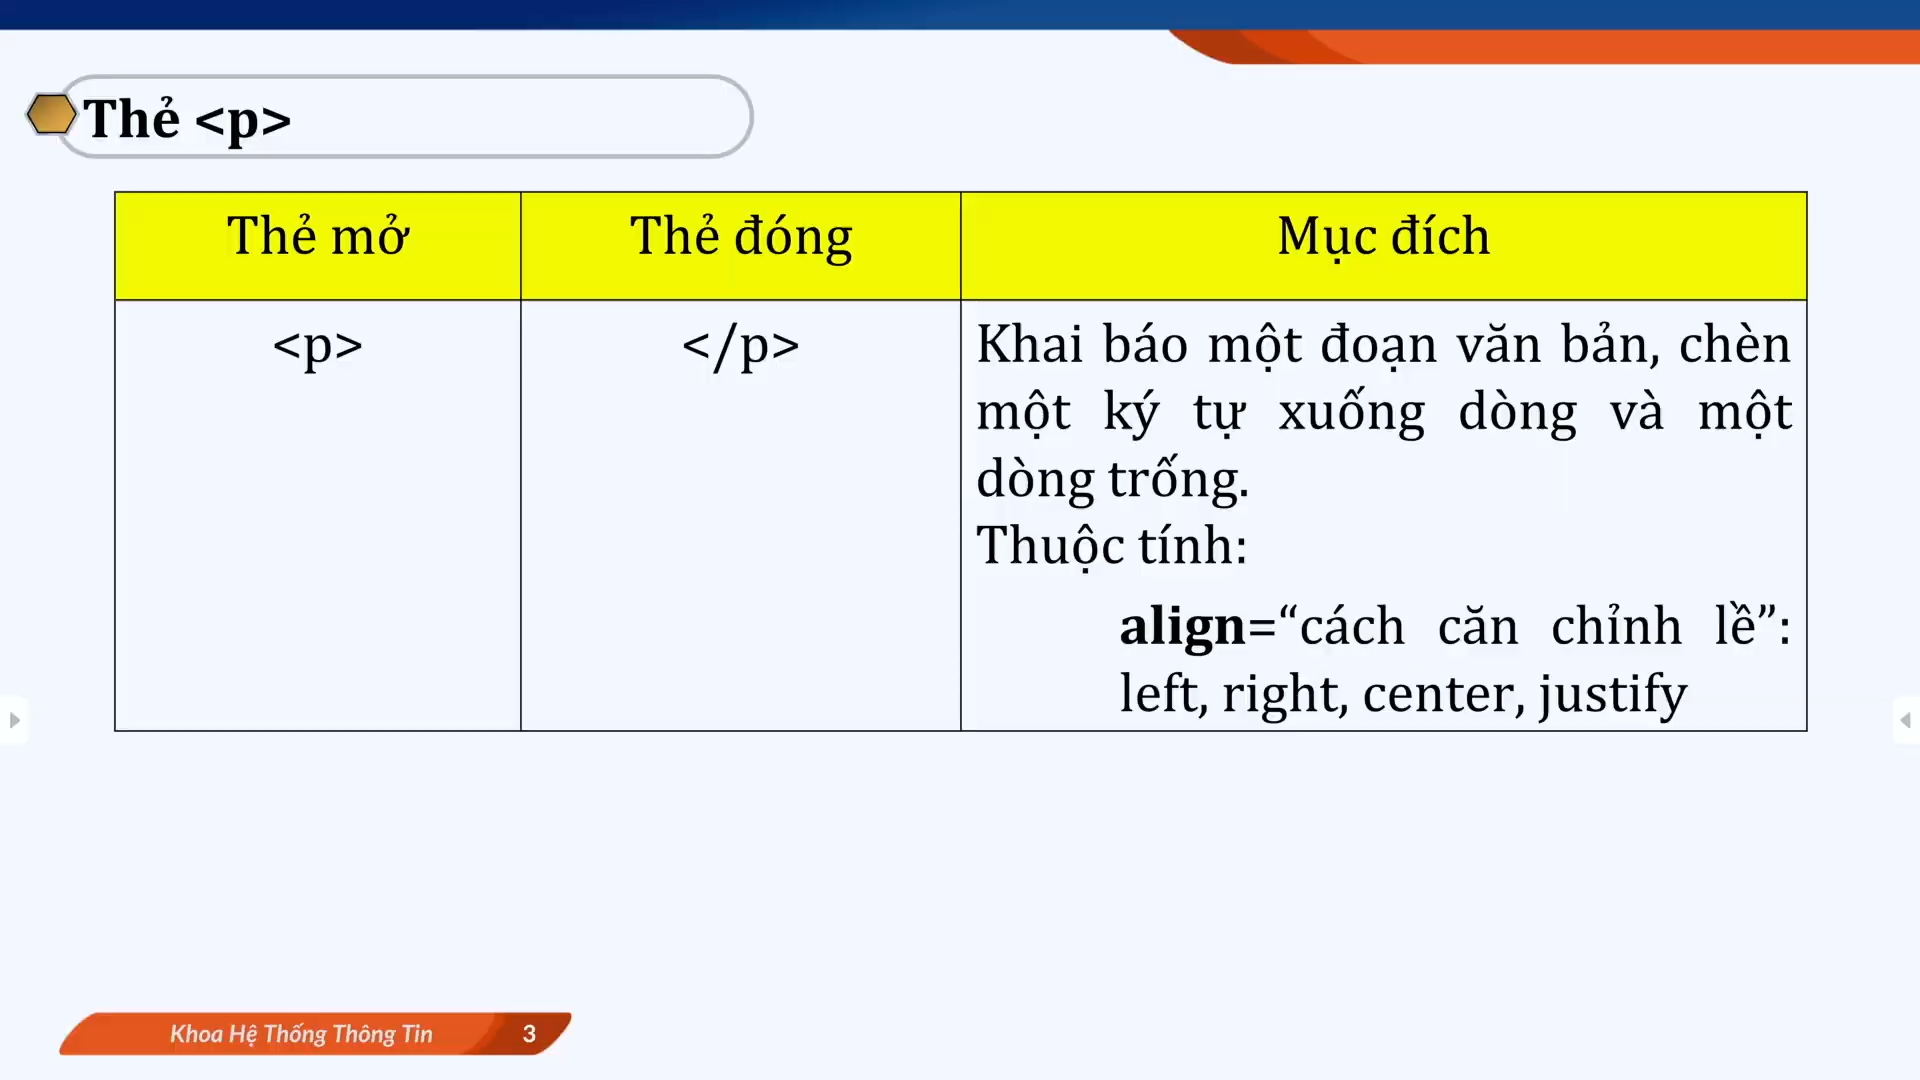 Thẻ <p>
Thẻ mở
Thẻ đóng
Mục đích
<p>
</p>
Khai báo một đoạn văn bản, chèn
một ký tự xuống dòng và một
dòng trống.
Thuộc tính:
align=“cách căn chỉnh lề”:
left, right, center, justify
Khoa Hệ Thống Thông Tin
3